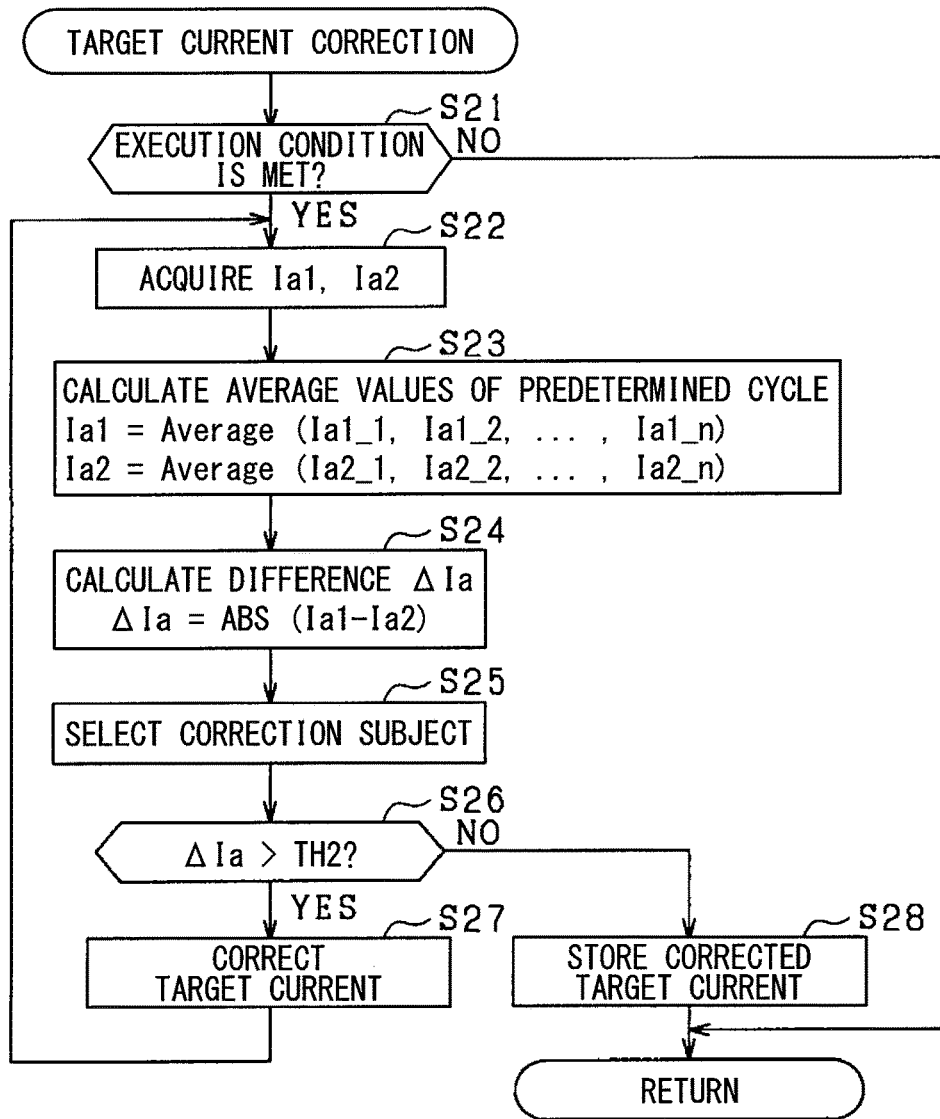 TARGET CURRENT CORRECTION
S21
EXECUTION CONDITION
IS MET?
NO
YES
S22
ACQUIRE Ia1, Ia2
S23
CALCULATE AVERAGE VALUES OF PREDETERMINED CYCLE
Ia1 = Average (Ia1_1, Ia1_2, ... , Ia1_n)
Ia2 = Average (Ia2_1, Ia2_2, ... , Ia2_n)
S24
CALCULATE DIFFERENCE ΔIa
ΔIa = ABS (Ia1-Ia2)
S25
SELECT CORRECTION SUBJECT
S26
ΔIa > TH2?
NO
YES
S27
CORRECT
TARGET CURRENT
S28
STORE CORRECTED
TARGET CURRENT
RETURN